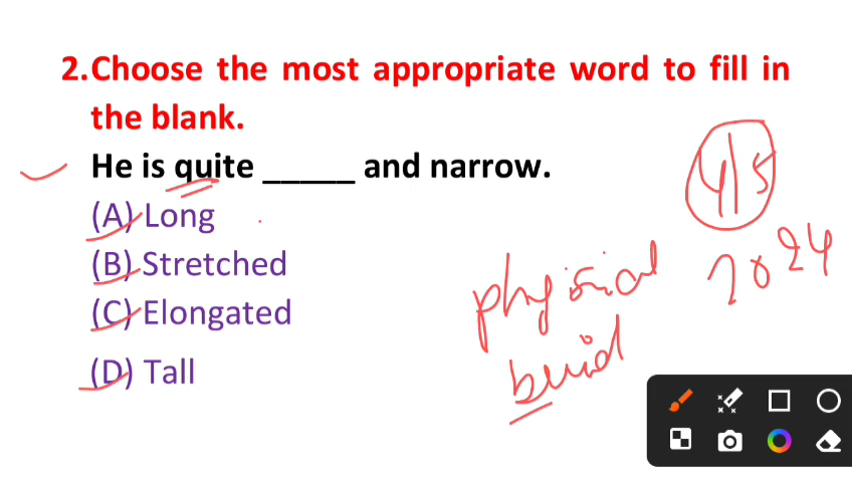 2.Choose the most appropriate word to fill in
the blank.
He is quite _____ and narrow.
(A) Long
(B) Stretched
(C) Elongated
(D) Tall
4/5
2024
physical